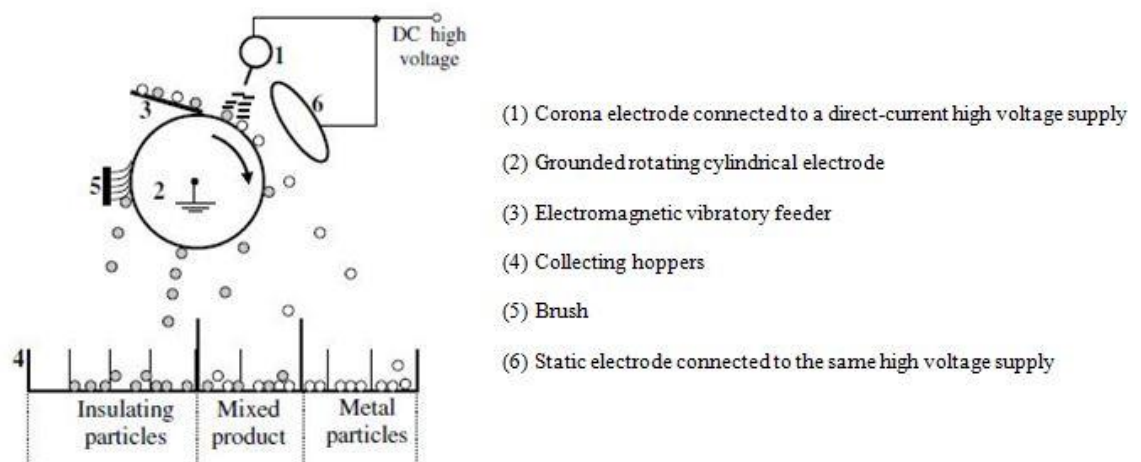 DC high
voltage
1
6
3
5
2
4
Insulating
particles
Mixed
product
Metal
particles
(1) Corona electrode connected to a direct-current high voltage supply
(2) Grounded rotating cylindrical electrode
(3) Electromagnetic vibratory feeder
(4) Collecting hoppers
(5) Brush
(6) Static electrode connected to the same high voltage supply